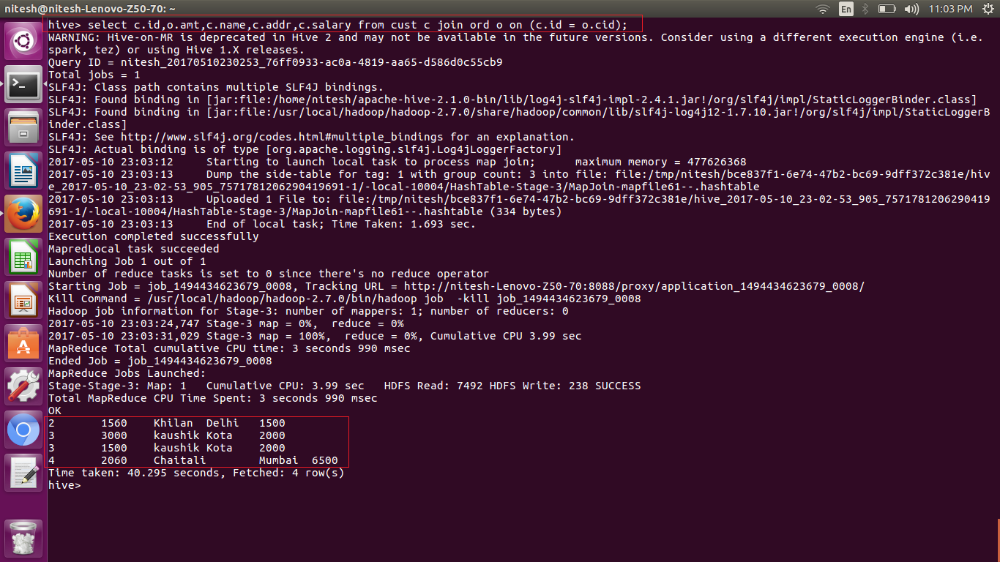 nitesh@nitesh-Lenovo-Z50-70: ~
En
11:03 PM
hive> select c.id,o.amt,c.name,c.addr,c.salary from cust c join ord o on (c.id = o.cid);
WARNING: Hive-on-MR is deprecated in Hive 2 and may not be available in the future versions. Consider using a different execution engine (i.e.
spark, tez) or using Hive 1.X releases.
Query ID = nitesh_20170510230253_76ff0933-ac0a-4819-aa65-d586d0c55cb9
Total jobs = 1
SLF4J: Class path contains multiple SLF4J bindings.
SLF4J: Found binding in [jar:file:/home/nitesh/apache-hive-2.1.0-bin/lib/log4j-slf4j-impl-2.4.1.jar!/org/slf4j/impl/StaticLoggerBinder.class]
SLF4J: Found binding in [jar:file:/usr/local/hadoop/hadoop-2.7.0/share/hadoop/common/lib/slf4j-log4j12-1.7.10.jar!/org/slf4j/impl/StaticLoggerB
inder.class]
SLF4J: See http://www.slf4j.org/codes.html#multiple_bindings for an explanation.
SLF4J: Actual binding is of type [org.apache.logging.slf4j.Log4jLoggerFactory]
2017-05-10 23:03:12     Starting to launch local task to process map join;      maximum memory = 477626368
2017-05-10 23:03:13     Dump the side-table for tag: 1 with group count: 3 into file: file:/tmp/nitesh/bce837f1-6e74-47b2-bc69-9dff372c381e/hiv
e_2017-05-10_23-02-53_905_7571781206290419691-1/-local-10004/HashTable-Stage-3/MapJoin-mapfile61--.hashtable
2017-05-10 23:03:13     Uploaded 1 File to: file:/tmp/nitesh/bce837f1-6e74-47b2-bc69-9dff372c381e/hive_2017-05-10_23-02-53_905_7571781206290419
691-1/-local-10004/HashTable-Stage-3/MapJoin-mapfile61--.hashtable (334 bytes)
2017-05-10 23:03:13     End of local task; Time Taken: 1.693 sec.
Execution completed successfully
MapredLocal task succeeded
Launching Job 1 out of 1
Number of reduce tasks is set to 0 since there's no reduce operator
Starting Job = job_1494434623679_0008, Tracking URL = http://nitesh-Lenovo-Z50-70:8088/proxy/application_1494434623679_0008/
Kill Command = /usr/local/hadoop/hadoop-2.7.0/bin/hadoop job  -kill job_1494434623679_0008
Hadoop job information for Stage-3: number of mappers: 1; number of reducers: 0
2017-05-10 23:03:24,747 Stage-3 map = 0%,  reduce = 0%
2017-05-10 23:03:31,029 Stage-3 map = 100%,  reduce = 0%, Cumulative CPU 3.99 sec
MapReduce Total cumulative CPU time: 3 seconds 990 msec
Ended Job = job_1494434623679_0008
MapReduce Jobs Launched:
Stage-Stage-3: Map: 1   Cumulative CPU: 3.99 sec   HDFS Read: 7492 HDFS Write: 238 SUCCESS
Total MapReduce CPU Time Spent: 3 seconds 990 msec
OK
2       1560    Khilan  Delhi   1500
3       3000    kaushik Kota    2000
3       1500    kaushik Kota    2000
4       2060    Chaitali        Mumbai  6500
Time taken: 40.295 seconds, Fetched: 4 row(s)
hive>